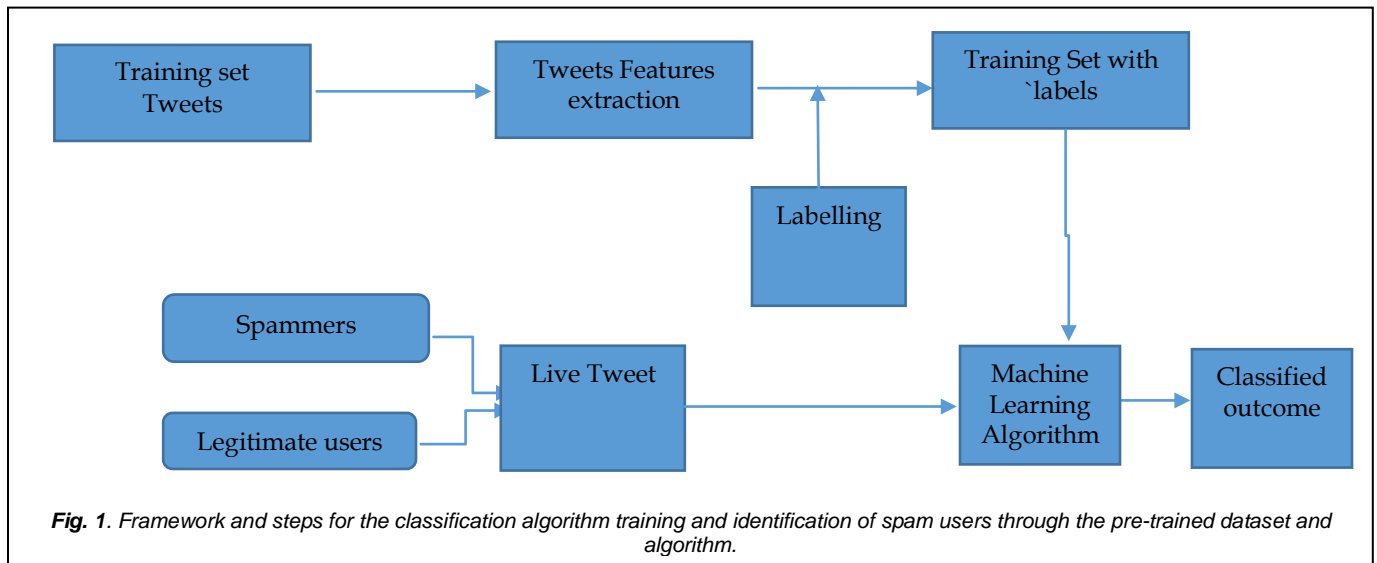 Training set
Tweets
Tweets Features
extraction
Training Set with
`labels
Labelling
Spammers
Legitimate users
Live Tweet
Machine
Learning
Algorithm
Classified
outcome
Fig. 1. Framework and steps for the classification algorithm training and identification of spam users through the pre-trained dataset and
algorithm.